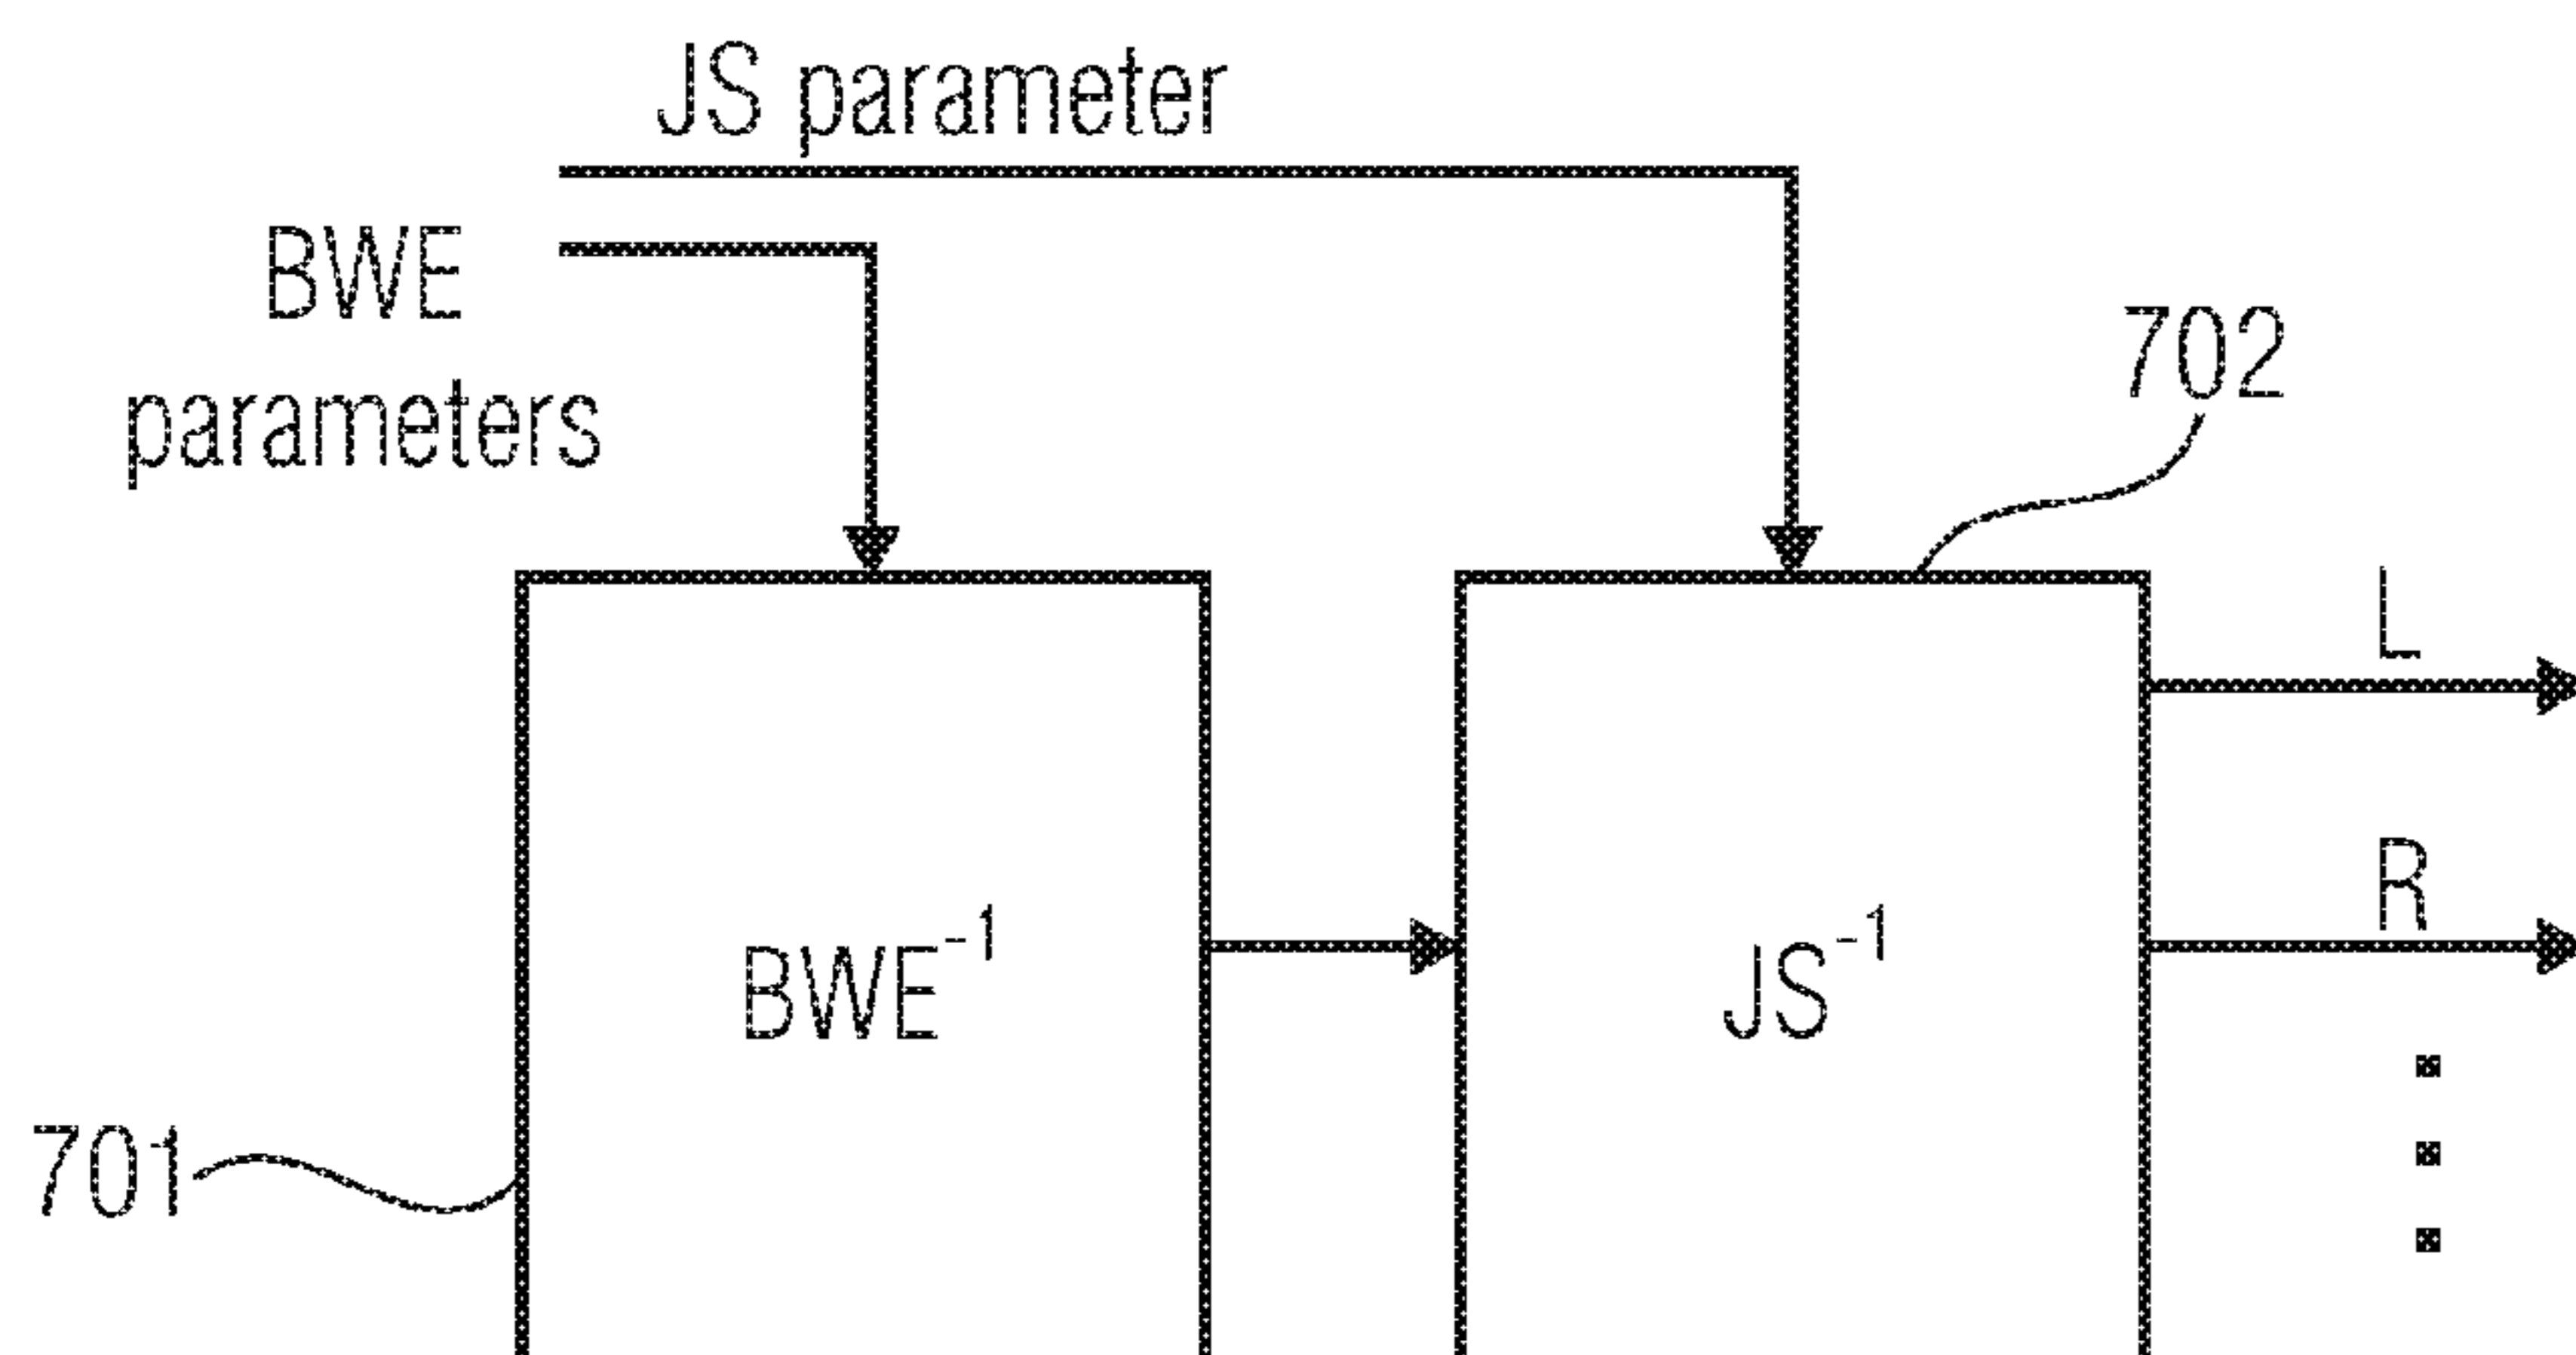 JS parameter
BWE
parameters
702
L
R
BWE⁻¹
JS⁻¹
701